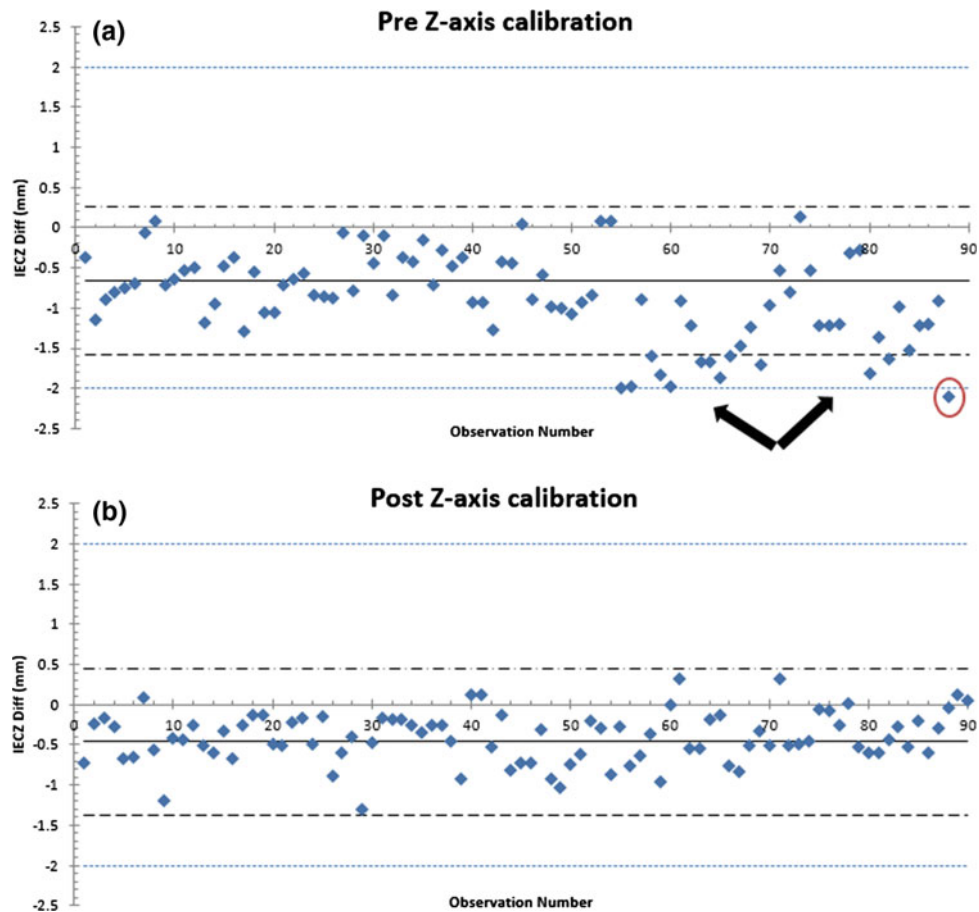 (a)
Pre Z-axis calibration
2.5
2
1.5
1
0.5
0
-0.5
-1
-1.5
-2
-2.5
IECZ Diff (mm)
0 10 20 30 40 50 60 70 80 90
Observation Number
(b)
Post Z-axis calibration
2.5
2
1.5
1
0.5
0
-0.5
-1
-1.5
-2
-2.5
IECZ Diff (mm)
0 10 20 30 40 50 60 70 80 90
Observation Number